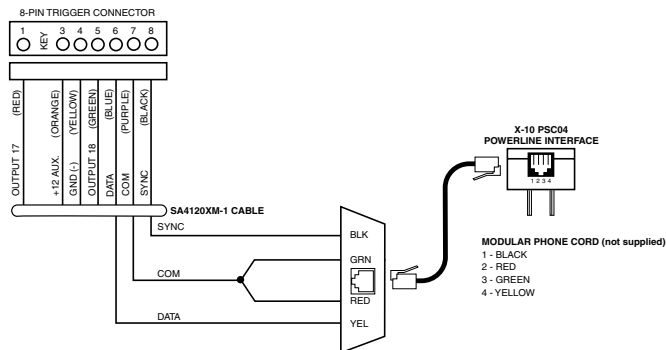 8-PIN TRIGGER CONNECTOR
1 KEY 3 4 5 6 7 8
(RED) (ORANGE) (YELLOW) (GREEN) (BLUE) (PURPLE) (BLACK)
OUTPUT 17 +12 AUX. GND (-) OUTPUT 18 DATA COM SYNC
SA4120XM-1 CABLE
SYNC
COM
DATA
BLK
GRN
RED
YEL
X-10 PSC04
POWERLINE INTERFACE
1 2 3 4
MODULAR PHONE CORD (not supplied)
1 - BLACK
2 - RED
3 - GREEN
4 - YELLOW